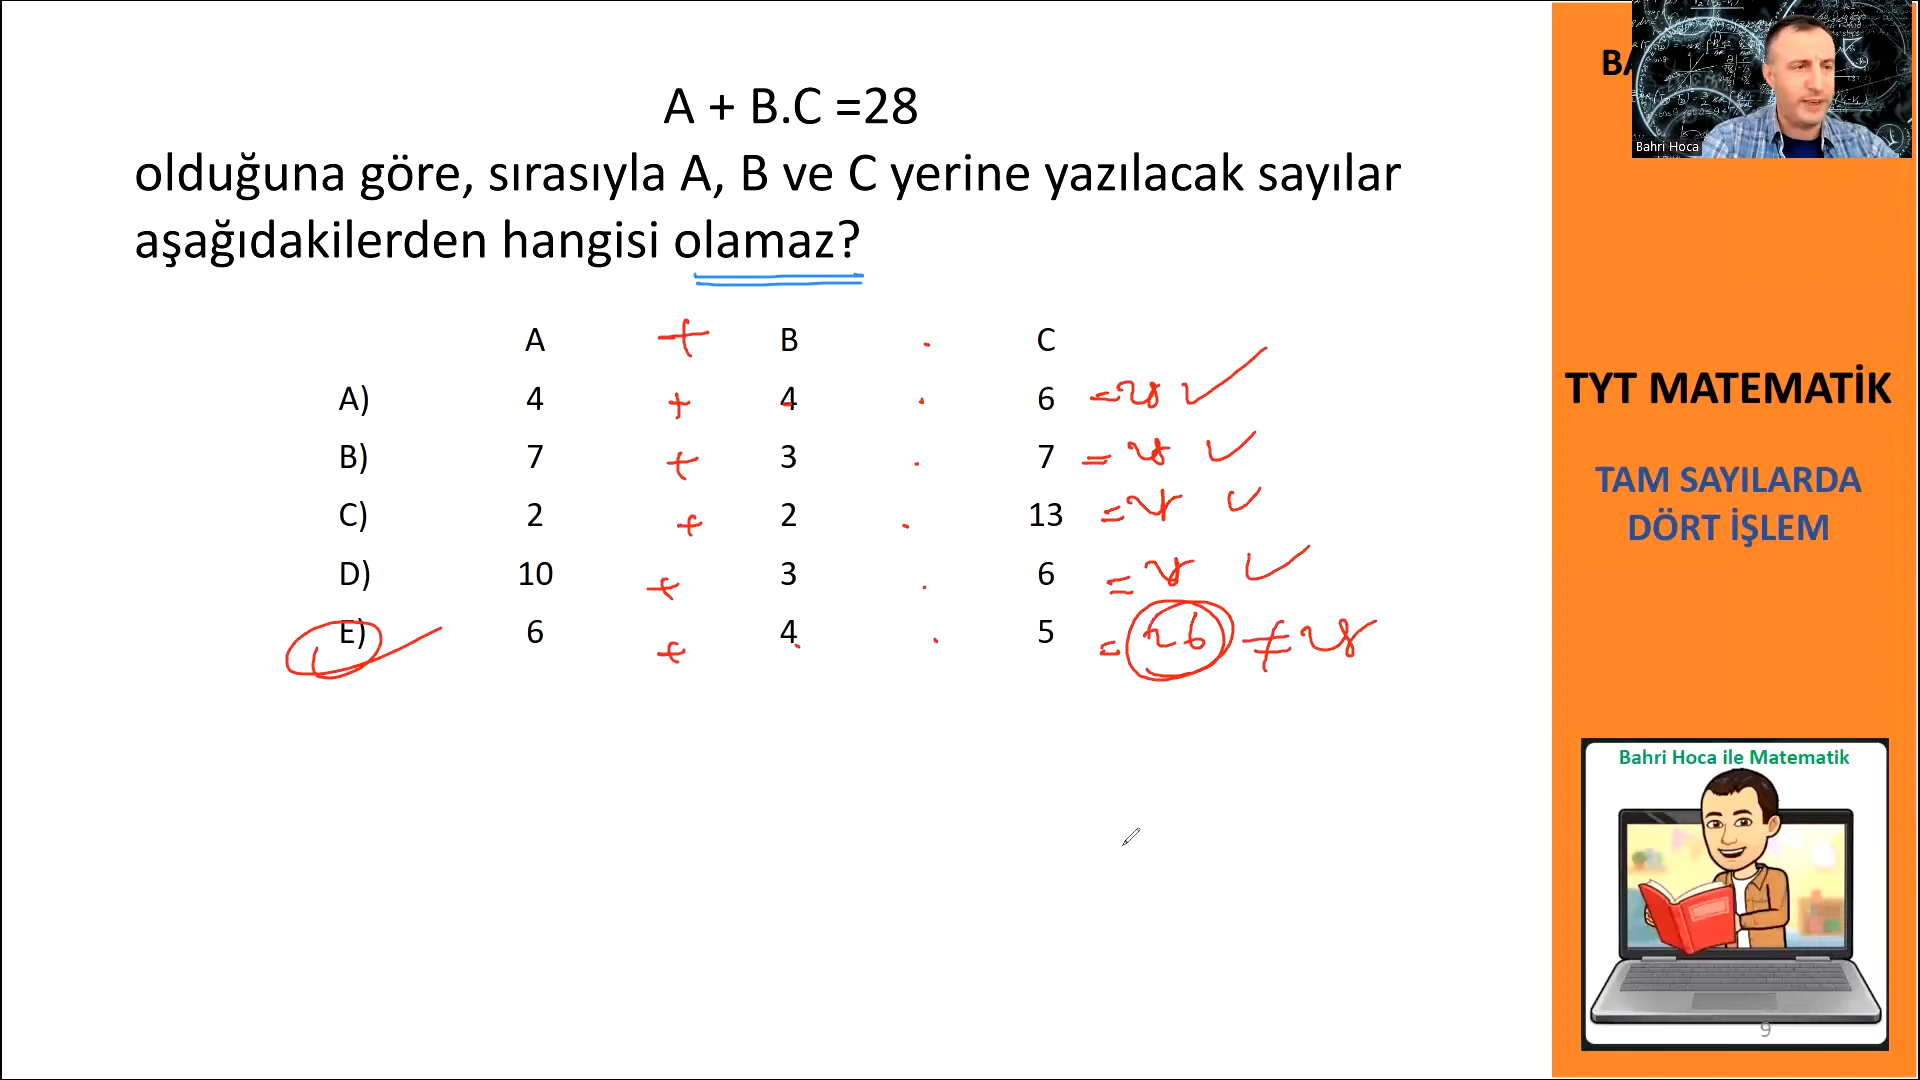 A + B.C =28
olduğuna göre, sırasıyla A, B ve C yerine yazılacak sayılar
aşağıdakilerden hangisi olamaz?
A + B . C
A) 4 + 4 . 6 = 28 ✓
B) 7 + 3 . 7 = 28 ✓
C) 2 + 2 . 13 = 28 ✓
D) 10 + 3 . 6 = 28 ✓
E) 6 + 4 . 5 = 26 ≠ 28
Bahri Hoca
TYT MATEMATİK
TAM SAYILARDA
DÖRT İŞLEM
Bahri Hoca ile Matematik
9